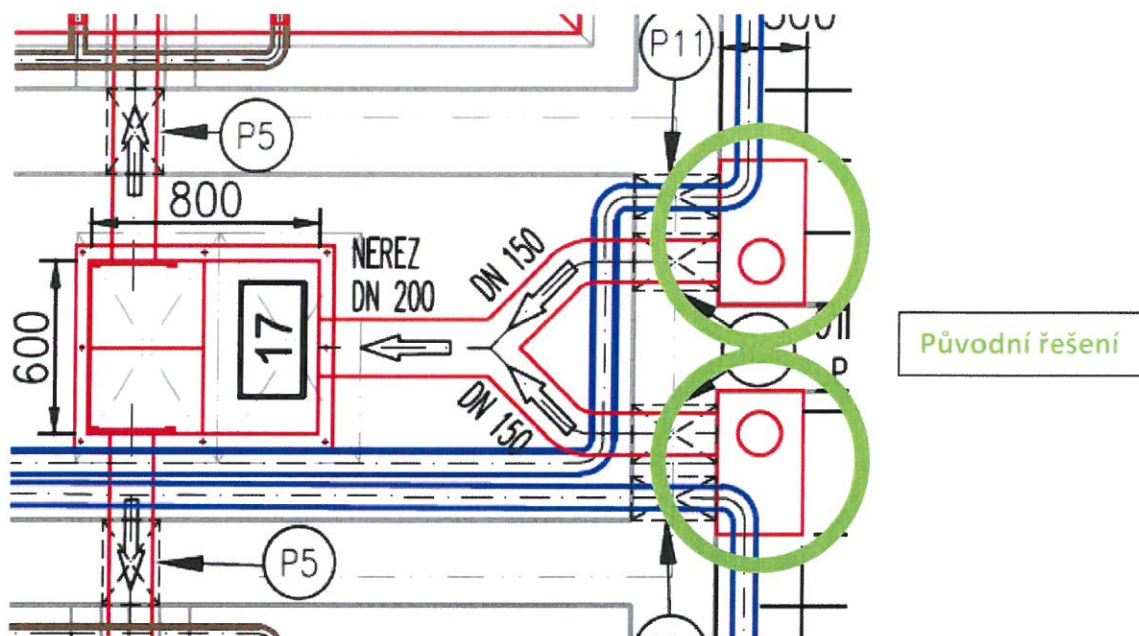 P11
P5
800
NEREZ
DN 200
DN 150
17
600
DN 150
P5
P
Původní řešení